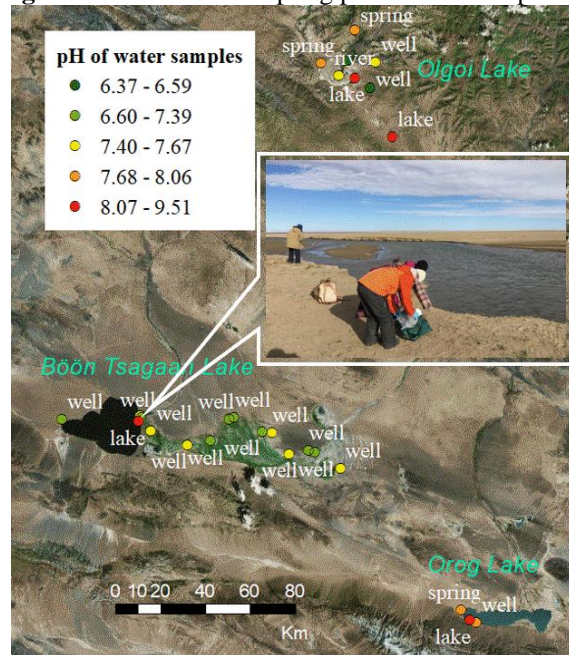 pH of water samples
6.37 - 6.59
6.60 - 7.39
7.40 - 7.67
7.68 - 8.06
8.07 - 9.51
spring
spring
well
river
Olgoi Lake
well
lake
lake
Böön Tsagaan Lake
well
well
well
well
well
lake
well
well
well
well
well
well
Orog Lake
spring
well
lake
0 10 20 40 60 80
Km